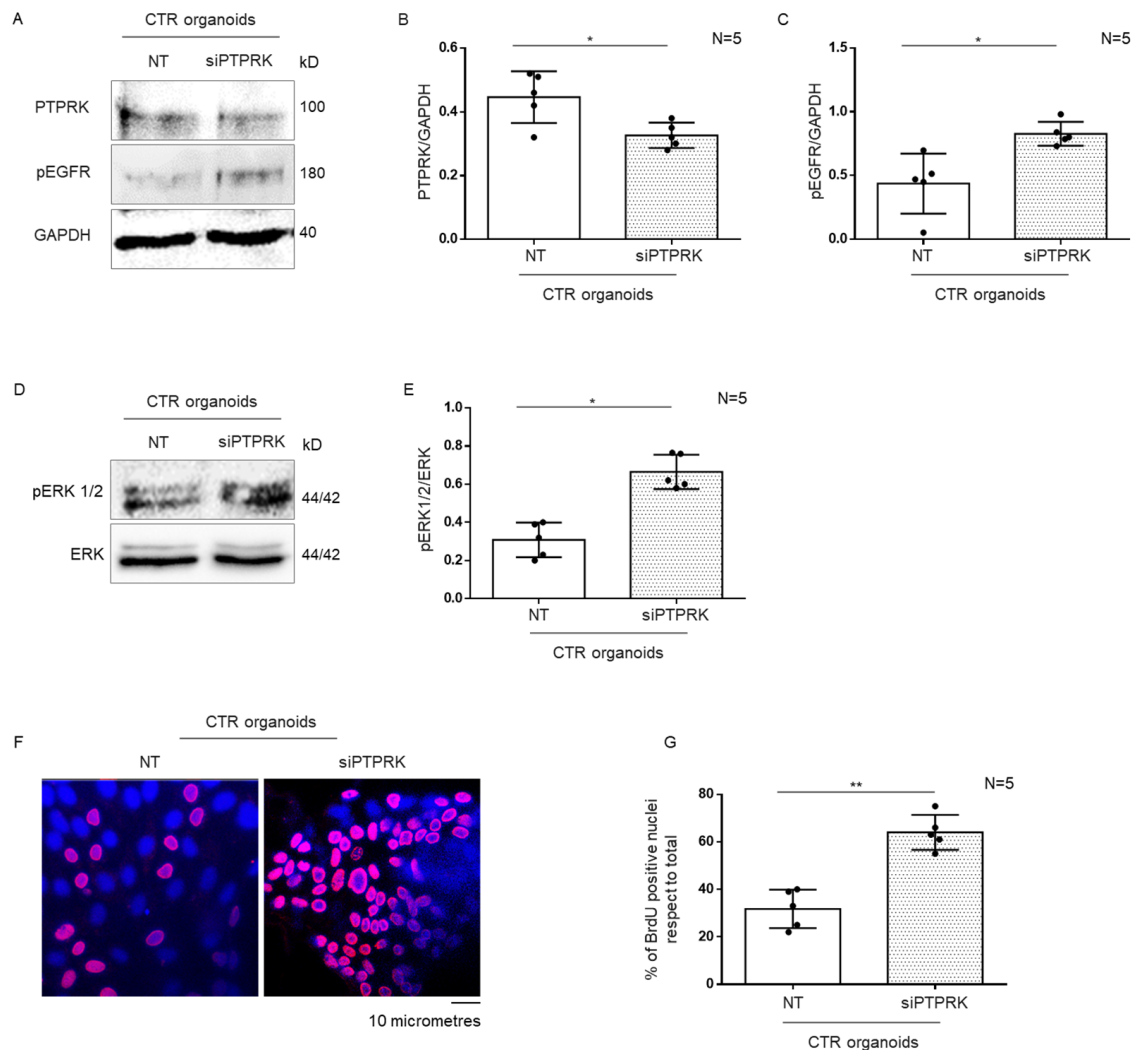 A
CTR organoids
NT siPTPRK kD
PTPRK 100
pEGFR 180
GAPDH 40
B
* N=5
PTPRK/GAPDH
0.6
0.4
0.2
0.0
NT siPTPRK
CTR organoids
C
* N=5
pEGFR/GAPDH
1.5
1.0
0.5
0.0
NT siPTPRK
CTR organoids
D
CTR organoids
NT siPTPRK kD
pERK 1/2 44/42
ERK 44/42
E
* N=5
pERK1/2/ERK
1.0
0.8
0.6
0.4
0.2
0.0
NT siPTPRK
CTR organoids
F
CTR organoids
NT siPTPRK
10 micrometres
G
** N=5
% of BrdU positive nuclei
respect to total
80
60
40
20
0
NT siPTPRK
CTR organoids